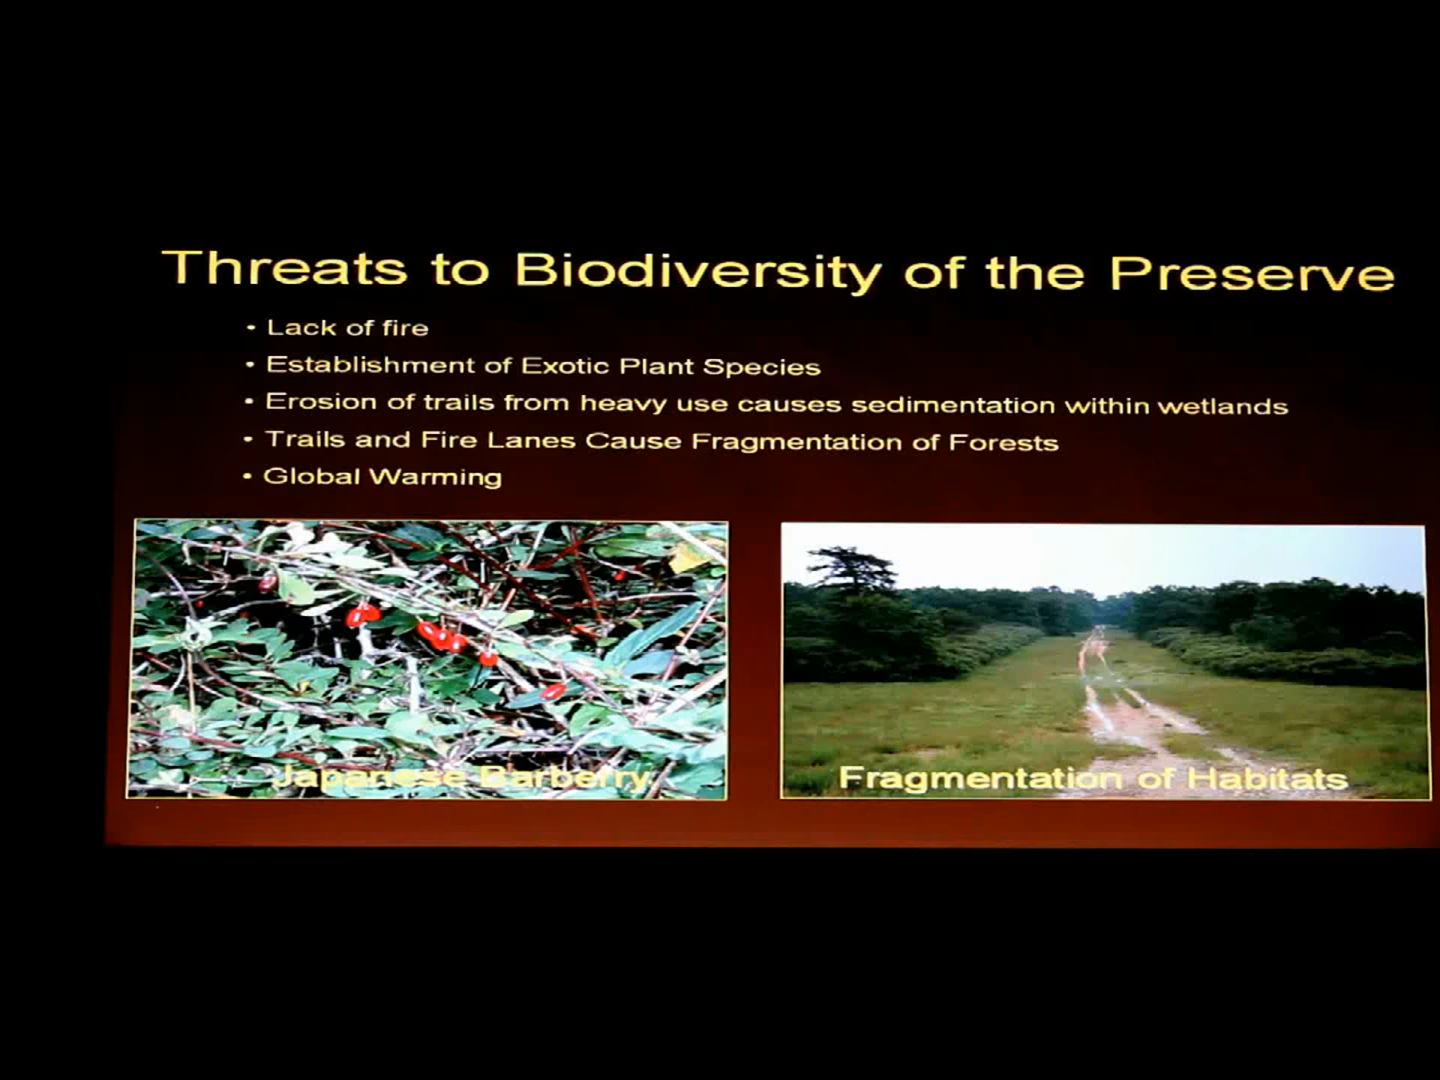 Threats to Biodiversity of the Preserve
• Lack of fire
• Establishment of Exotic Plant Species
• Erosion of trails from heavy use causes sedimentation within wetlands
• Trails and Fire Lanes Cause Fragmentation of Forests
• Global Warming
Japanese Barberry
Fragmentation of Habitats